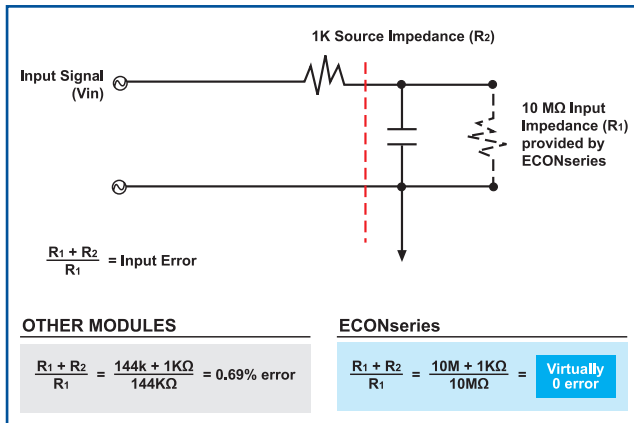 1K Source Impedance (R2)
Input Signal
(Vin)
10 MΩ Input
Impedance (R1)
provided by
ECONseries
R1 + R2
R1
= Input Error
OTHER MODULES
R1 + R2
R1
=
144k + 1KΩ
144KΩ
= 0.69% error
ECONseries
R1 + R2
R1
=
10M + 1KΩ
10MΩ
=
Virtually
0 error